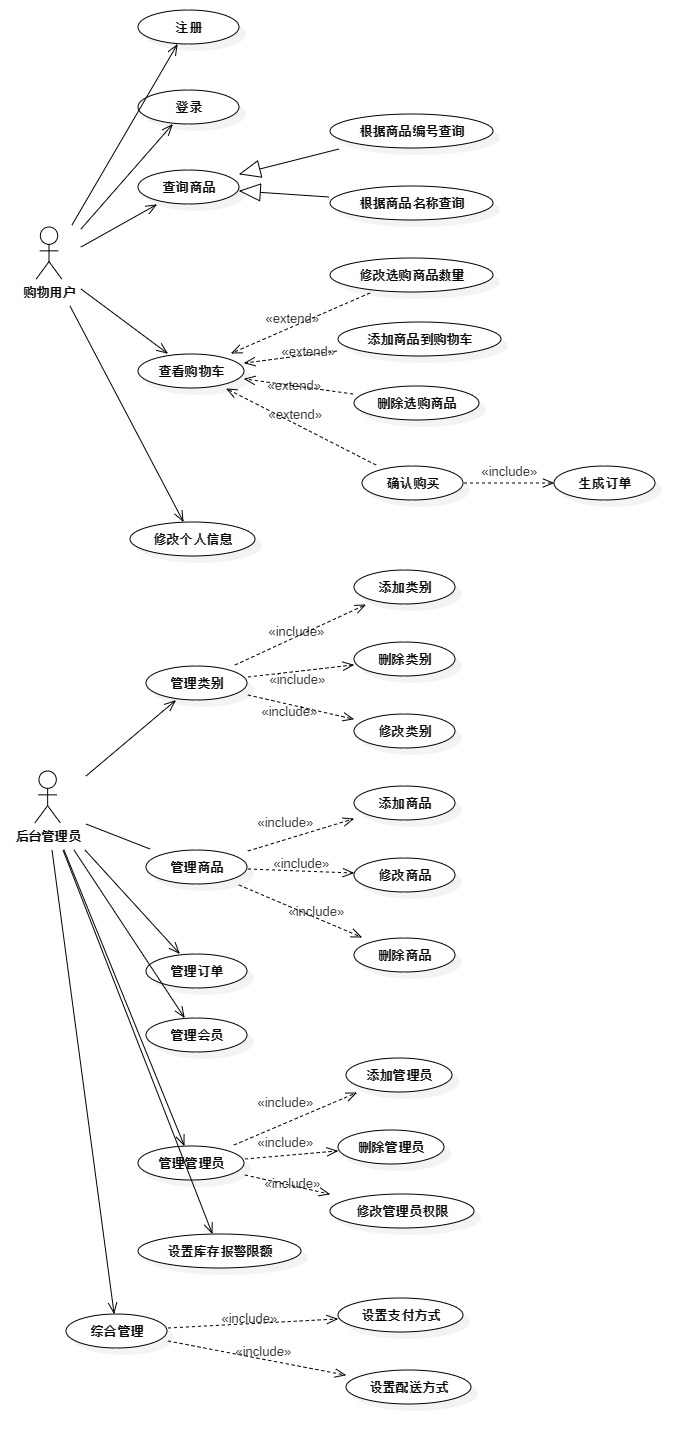 注册
登录
根据商品编号查询
查询商品
根据商品名称查询
购物用户
修改选购商品数量
«extend»
添加商品到购物车
«extend»
查看购物车
«extend»
删除选购商品
«extend»
«include»
确认购买
生成订单
修改个人信息
添加类别
«include»
删除类别
«include»
管理类别
«include»
修改类别
添加商品
«include»
后台管理员
«include»
管理商品
修改商品
«include»
删除商品
管理订单
管理会员
添加管理员
«include»
«include»
删除管理员
管理管理员
«include»
修改管理员权限
设置库存报警限额
设置支付方式
«include»
综合管理
«include»
设置配送方式